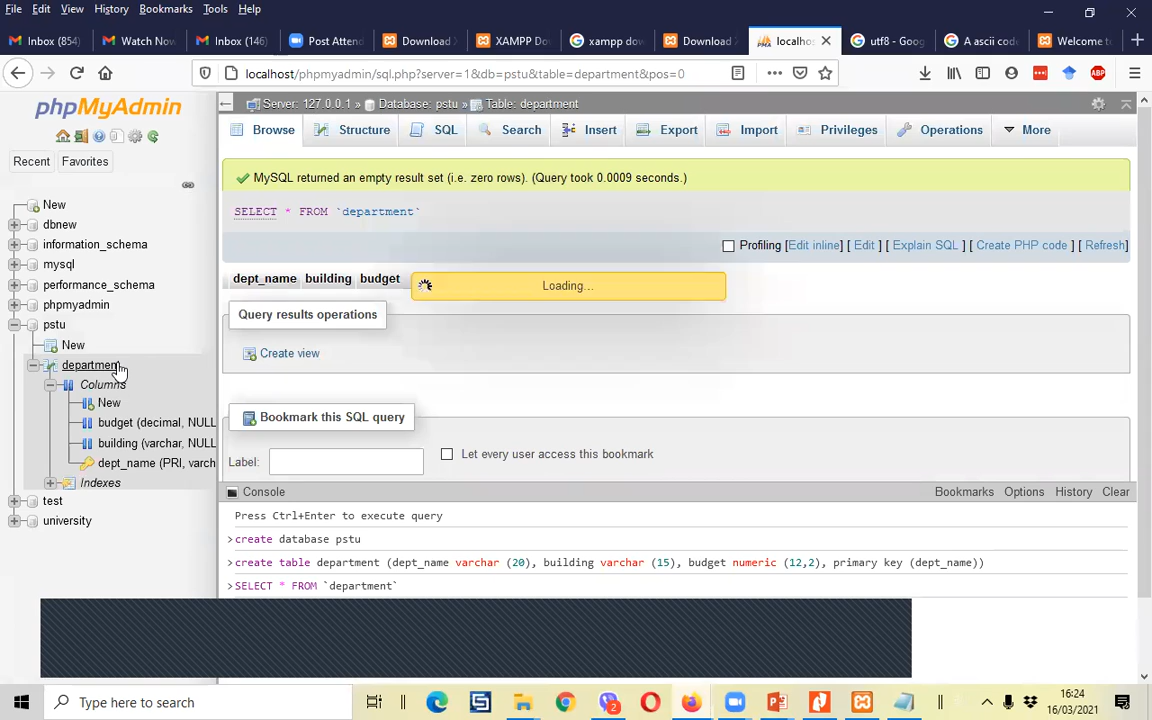 File Edit View History Bookmarks Tools Help
Inbox (854) Watch Now Inbox (146) Post Attend Download XAMPP Do xampp dow Download localhos utf8 - Goog A ascii cod Welcome to
localhost/phpmyadmin/sql.php?server=1&db=pstu&table=department&pos=0
ABP
phpMyAdmin
Recent Favorites
New
dbnew
information_schema
mysql
performance_schema
phpmyadmin
pstu
New
department
Columns
New
budget (decimal, NULL
building (varchar, NULL
dept_name (PRI, varch
Indexes
test
university
Server: 127.0.0.1 » Database: pstu » Table: department
Browse Structure SQL Search Insert Export Import Privileges Operations More
MySQL returned an empty result set (i.e. zero rows). (Query took 0.0009 seconds.)
SELECT * FROM `department`
Profiling [Edit inline] [ Edit ] [ Explain SQL ] [ Create PHP code ] [ Refresh]
dept_name building budget
Loading...
Query results operations
Create view
Bookmark this SQL query
Label: Let every user access this bookmark
Console Bookmarks Options History Clear
Press Ctrl+Enter to execute query
>create database pstu
>create table department (dept_name varchar (20), building varchar (15), budget numeric (12,2), primary key (dept_name))
>SELECT * FROM `department`
Type here to search
2
16:24
16/03/2021